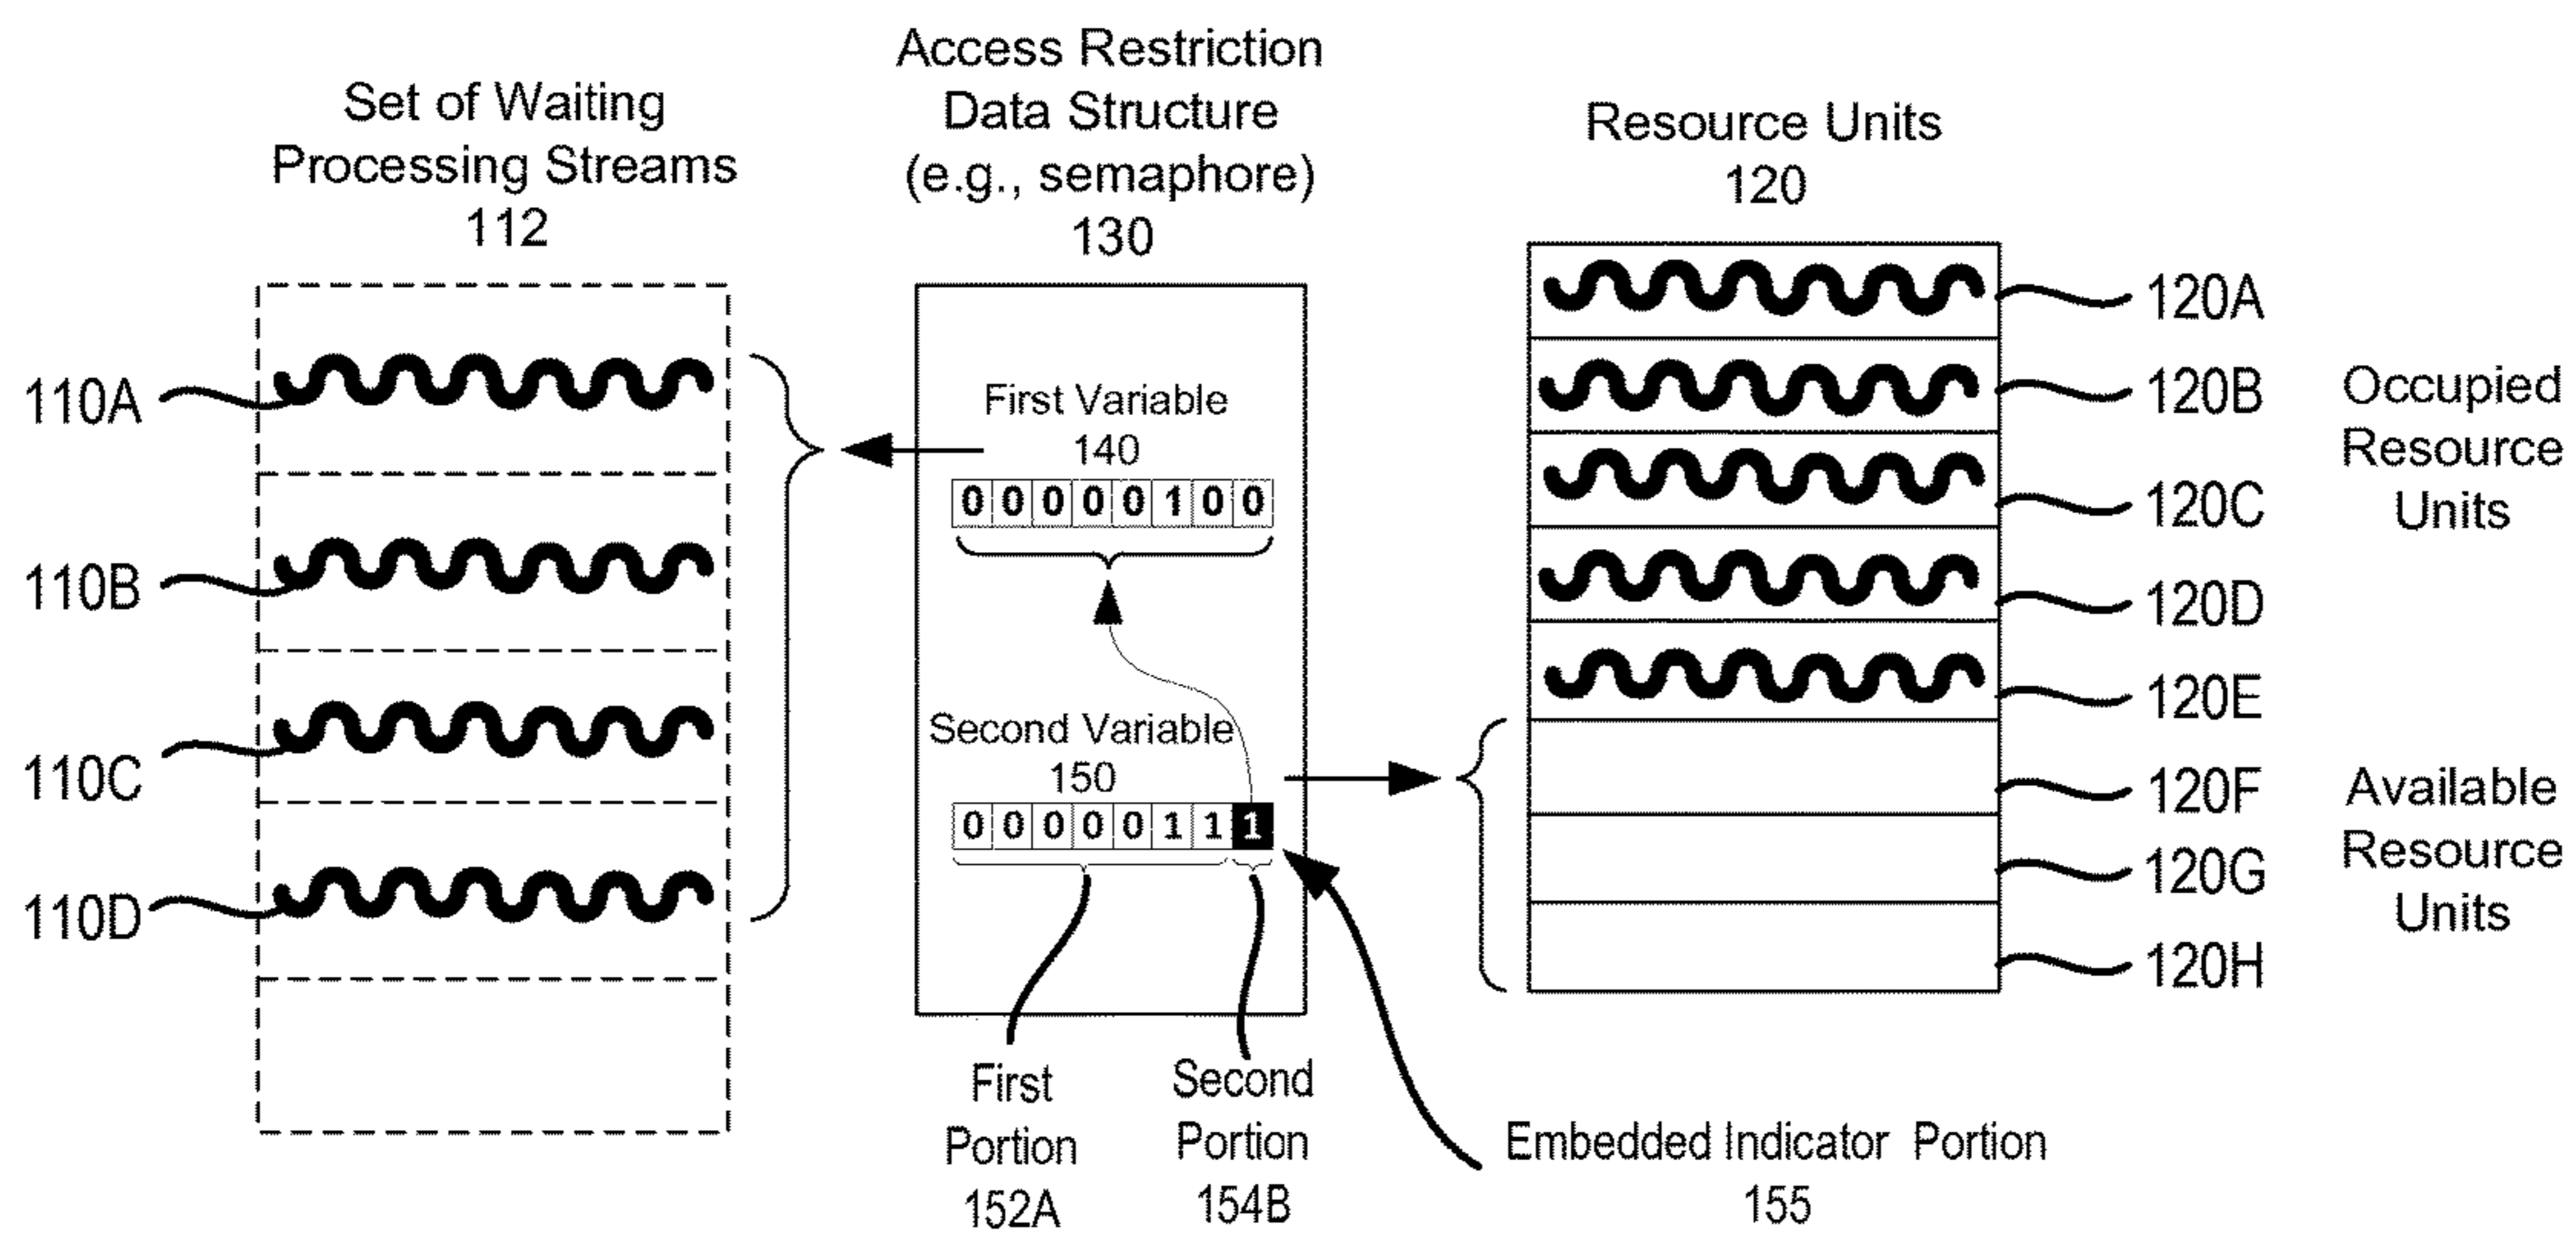 Set of Waiting
Processing Streams
112
110A
110B
110C
110D
Access Restriction
Data Structure
(e.g., semaphore)
130
First Variable
140
0 0 0 0 0 1 0 0
Second Variable
150
0 0 0 0 0 1 1 1
First
Portion
152A
Second
Portion
154B
Embedded Indicator Portion
155
Resource Units
120
120A
120B
120C
120D
120E
120F
120G
120H
Occupied
Resource
Units
Available
Resource
Units